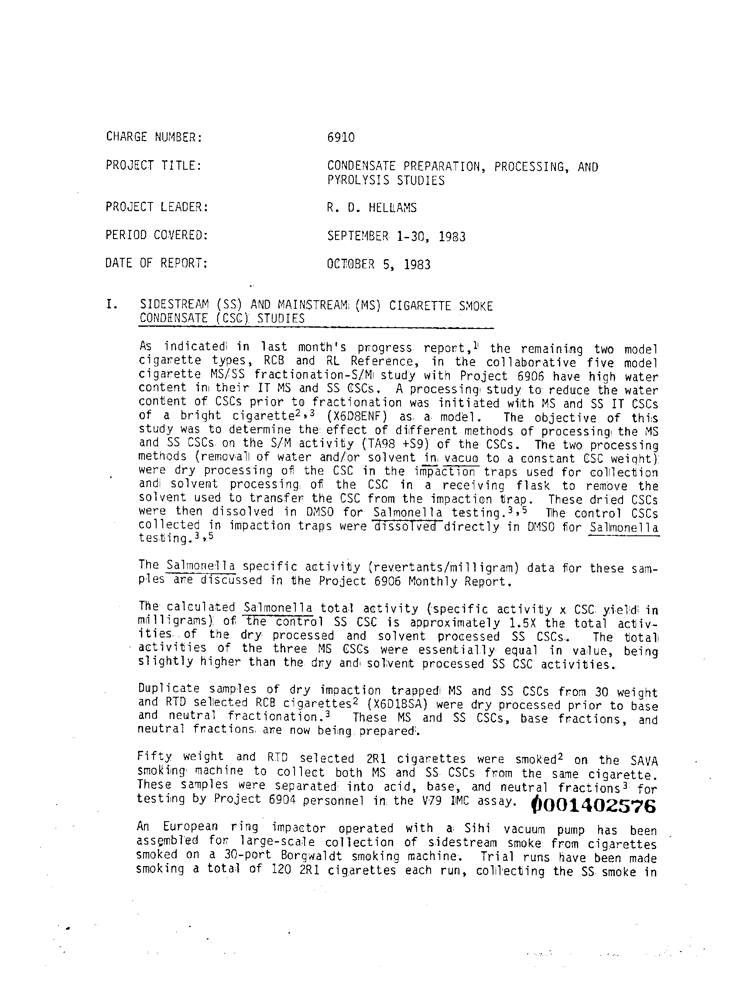 CHARGE NUMBER: 6910
PROJECT TITLE: CONDENSATE PREPARATION, PROCESSING, AND
PYROLYSIS STUDIES
PROJECT LEADER: R. D. HELLAMS
PERIOD COVERED: SEPTEMBER 1-30, 1983
DATE OF REPORT: OCTOBER 5, 1983
I. SIDESTREAM (SS) AND MAINSTREAM (MS) CIGARETTE SMOKE
CONDENSATE (CSC) STUDIES
As indicated in last month's progress report,¹ the remaining two model
cigarette types, RCB and RL Reference, in the collaborative five model
cigarette MS/SS fractionation-S/M study with Project 6906 have high water
content in their IT MS and SS CSCs. A processing study to reduce the water
content of CSCs prior to fractionation was initiated with MS and SS IT CSCs
of a bright cigarette²,³ (X6D8ENF) as a model. The objective of this
study was to determine the effect of different methods of processing the MS
and SS CSCs on the S/M activity (TA98 +S9) of the CSCs. The two processing
methods (removal of water and/or solvent in vacuo to a constant CSC weight)
were dry processing of the CSC in the impaction traps used for collection
and solvent processing of the CSC in a receiving flask to remove the
solvent used to transfer the CSC from the impaction trap. These dried CSCs
were then dissolved in DMSO for Salmonella testing.³,⁵ The control CSCs
collected in impaction traps were dissolved directly in DMSO for Salmonella
testing.³,⁵
The Salmonella specific activity (revertants/milligram) data for these sam-
ples are discussed in the Project 6906 Monthly Report.
The calculated Salmonella total activity (specific activity x CSC yield in
milligrams) of the control SS CSC is approximately 1.5X the total activ-
ities of the dry processed and solvent processed SS CSCs. The total
activities of the three MS CSCs were essentially equal in value, being
slightly higher than the dry and solvent processed SS CSC activities.
Duplicate samples of dry impaction trapped MS and SS CSCs from 30 weight
and RTD selected RCB cigarettes² (X6D1BSA) were dry processed prior to base
and neutral fractionation.³ These MS and SS CSCs, base fractions, and
neutral fractions are now being prepared.
Fifty weight and RTD selected 2R1 cigarettes were smoked² on the SAVA
smoking machine to collect both MS and SS CSCs from the same cigarette.
These samples were separated into acid, base, and neutral fractions³ for
testing by Project 6904 personnel in the V79 IMC assay. 0001402576
An European ring impactor operated with a Sihi vacuum pump has been
assembled for large-scale collection of sidestream smoke from cigarettes
smoked on a 30-port Borgwaldt smoking machine. Trial runs have been made
smoking a total of 120 2R1 cigarettes each run, collecting the SS smoke in